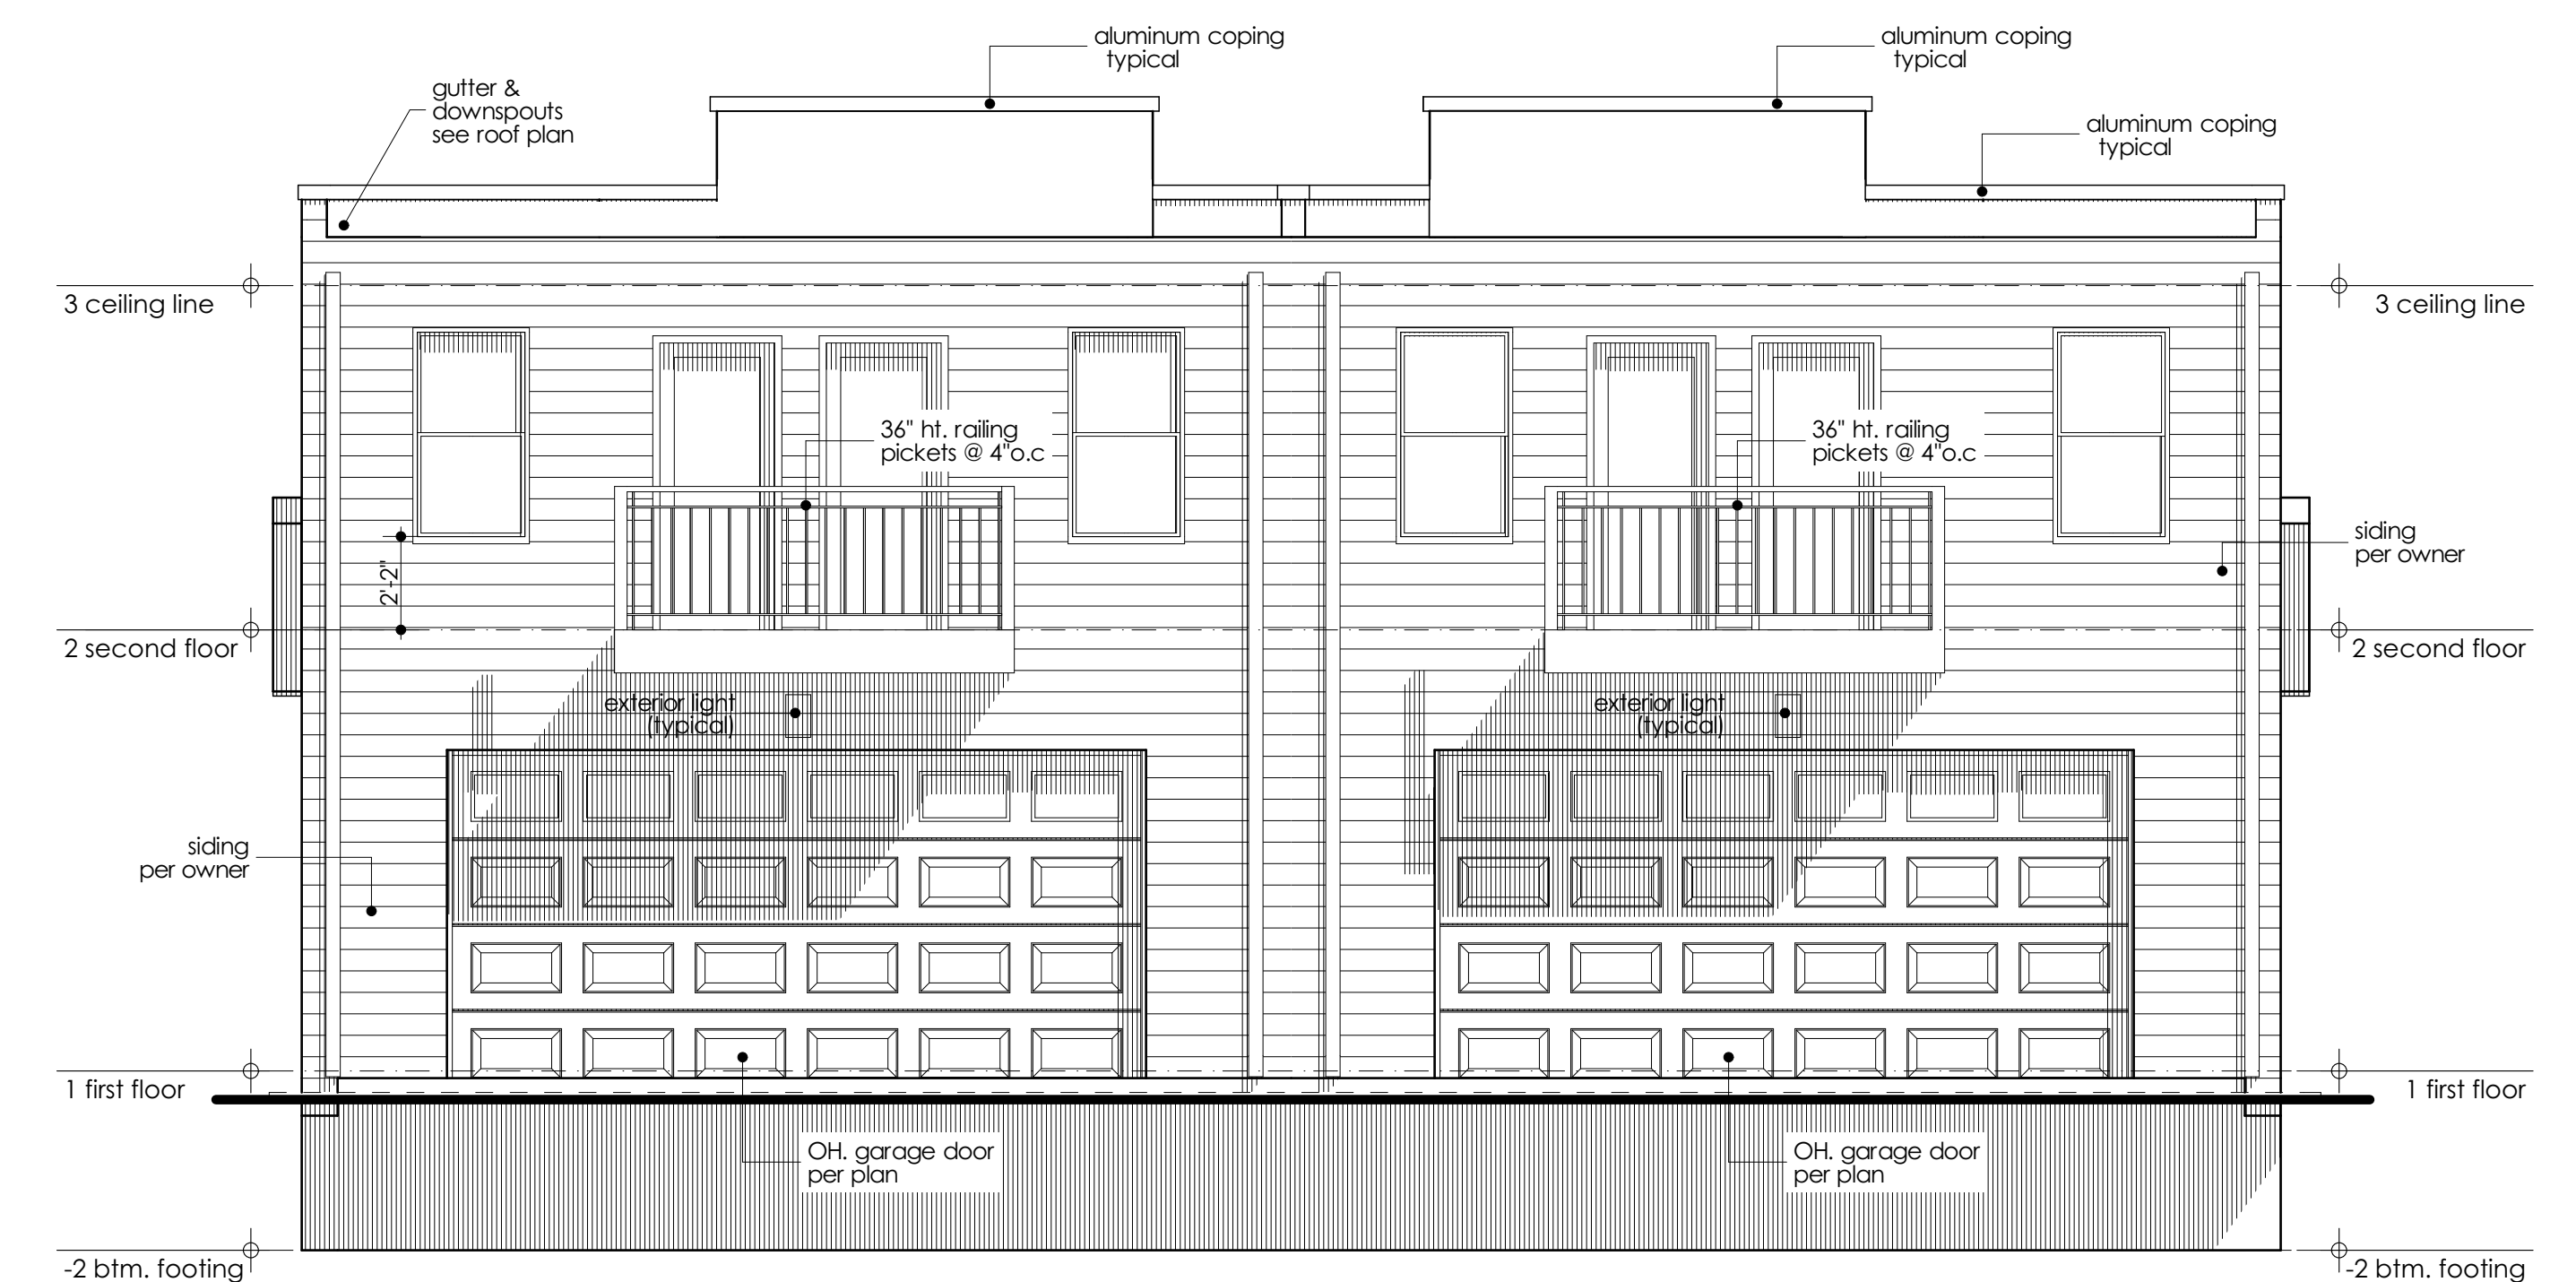 aluminum coping
typical
aluminum coping
typical
gutter &
downspouts
see roof plan
aluminum coping
typical
3 ceiling line
3 ceiling line
36" ht. railing
pickets @ 4"o.c
36" ht. railing
pickets @ 4"o.c
siding
per owner
2'-2"
2 second floor
2 second floor
exterior light
(typical)
exterior light
(typical)
siding
per owner
1 first floor
1 first floor
OH. garage door
per plan
OH. garage door
per plan
-2 btm. footing
-2 btm. footing